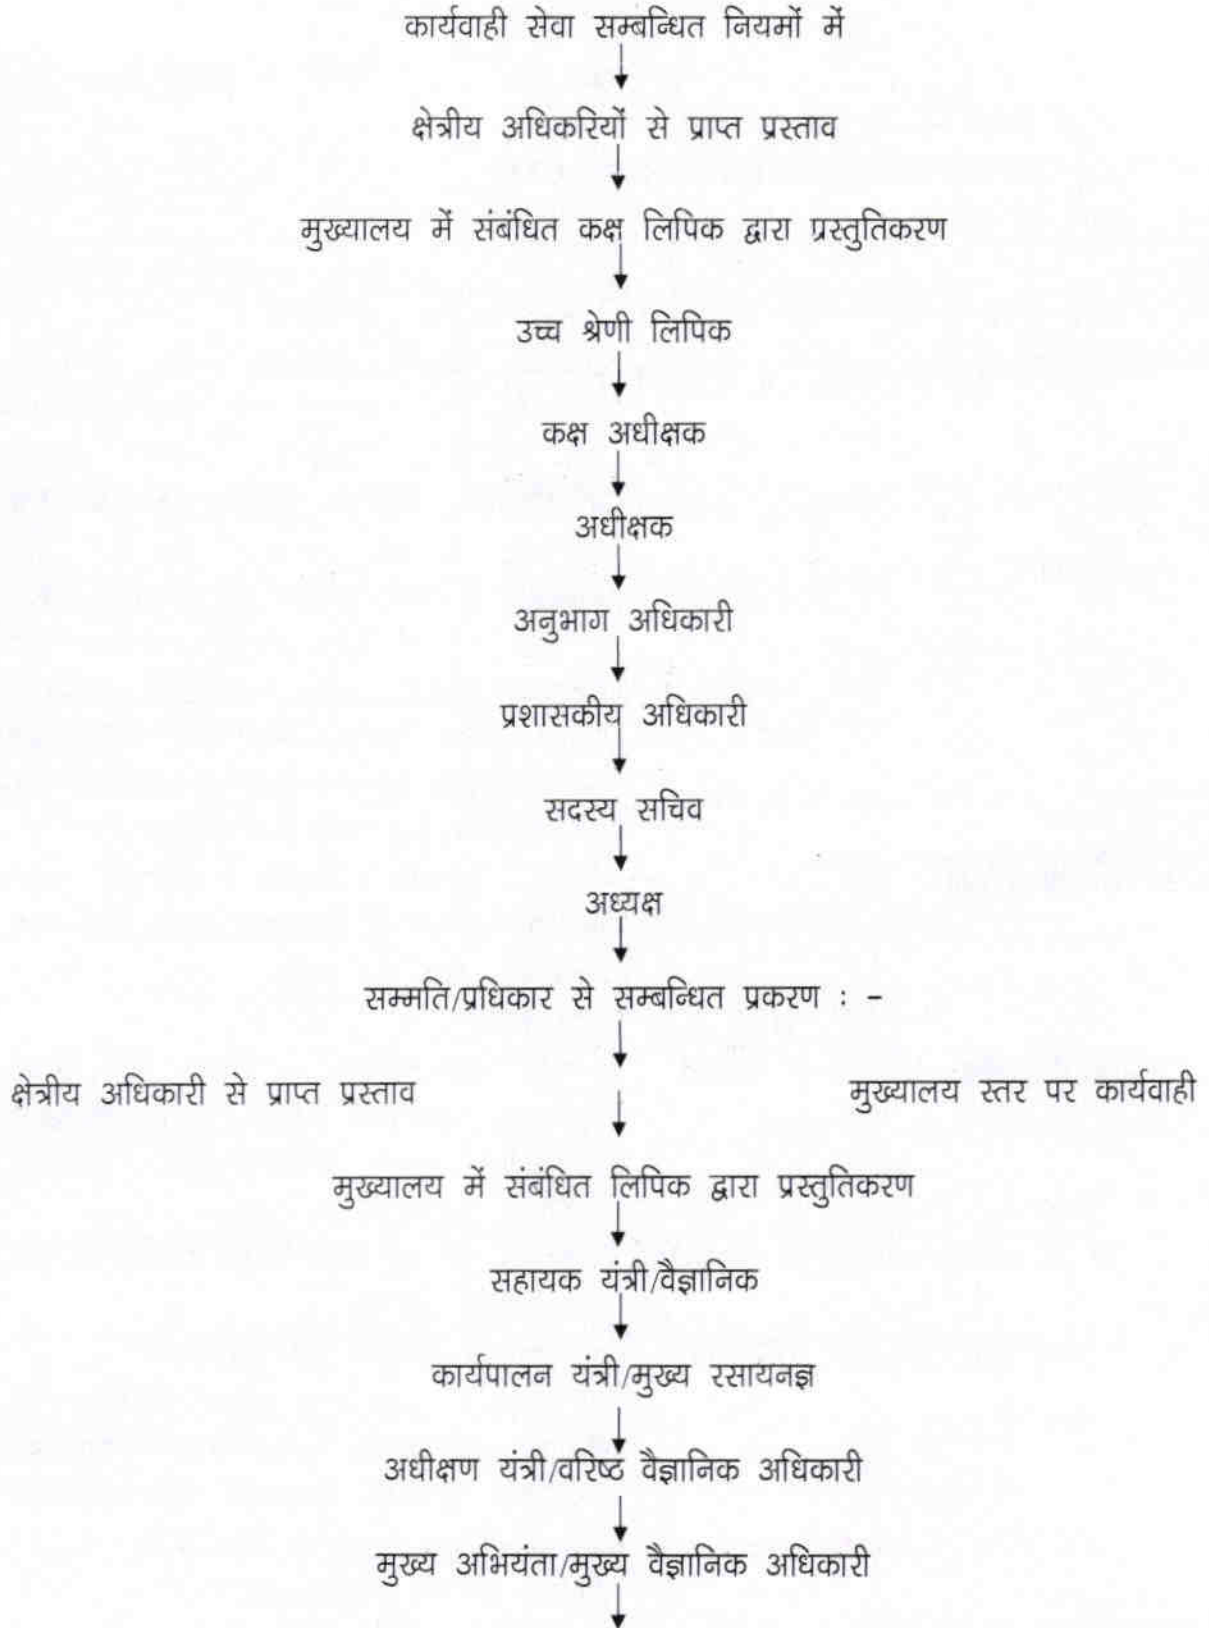 कार्यवाही सेवा सम्बन्धित नियमों में
क्षेत्रीय अधिकरियों से प्राप्त प्रस्ताव
मुख्यालय में संबंधित कक्ष लिपिक द्वारा प्रस्तुतिकरण
उच्च श्रेणी लिपिक
कक्ष अधीक्षक
अधीक्षक
अनुभाग अधिकारी
प्रशासकीय अधिकारी
सदस्य सचिव
अध्यक्ष
सम्मति/प्रधिकार से सम्बन्धित प्रकरण : -
क्षेत्रीय अधिकारी से प्राप्त प्रस्ताव मुख्यालय स्तर पर कार्यवाही
मुख्यालय में संबंधित लिपिक द्वारा प्रस्तुतिकरण
सहायक यंत्री/वैज्ञानिक
कार्यपालन यंत्री/मुख्य रसायनज्ञ
अधीक्षण यंत्री/वरिष्ठ वैज्ञानिक अधिकारी
मुख्य अभियंता/मुख्य वैज्ञानिक अधिकारी